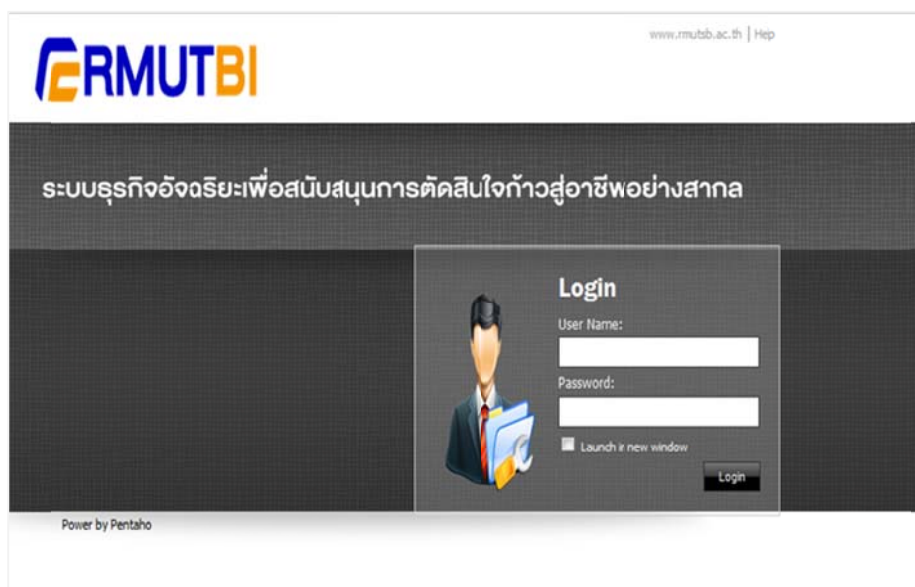 www.rmutsb.ac.th | Hep
ERMUTBI
ระบบธุรกิจอัจฉริยะเพื่อสนับสนุนการตัดสินใจก้าวสู่อาชีพอย่างสากล
Login
User Name:
Password:
Launch ir new window
Login
Power by Pentaho